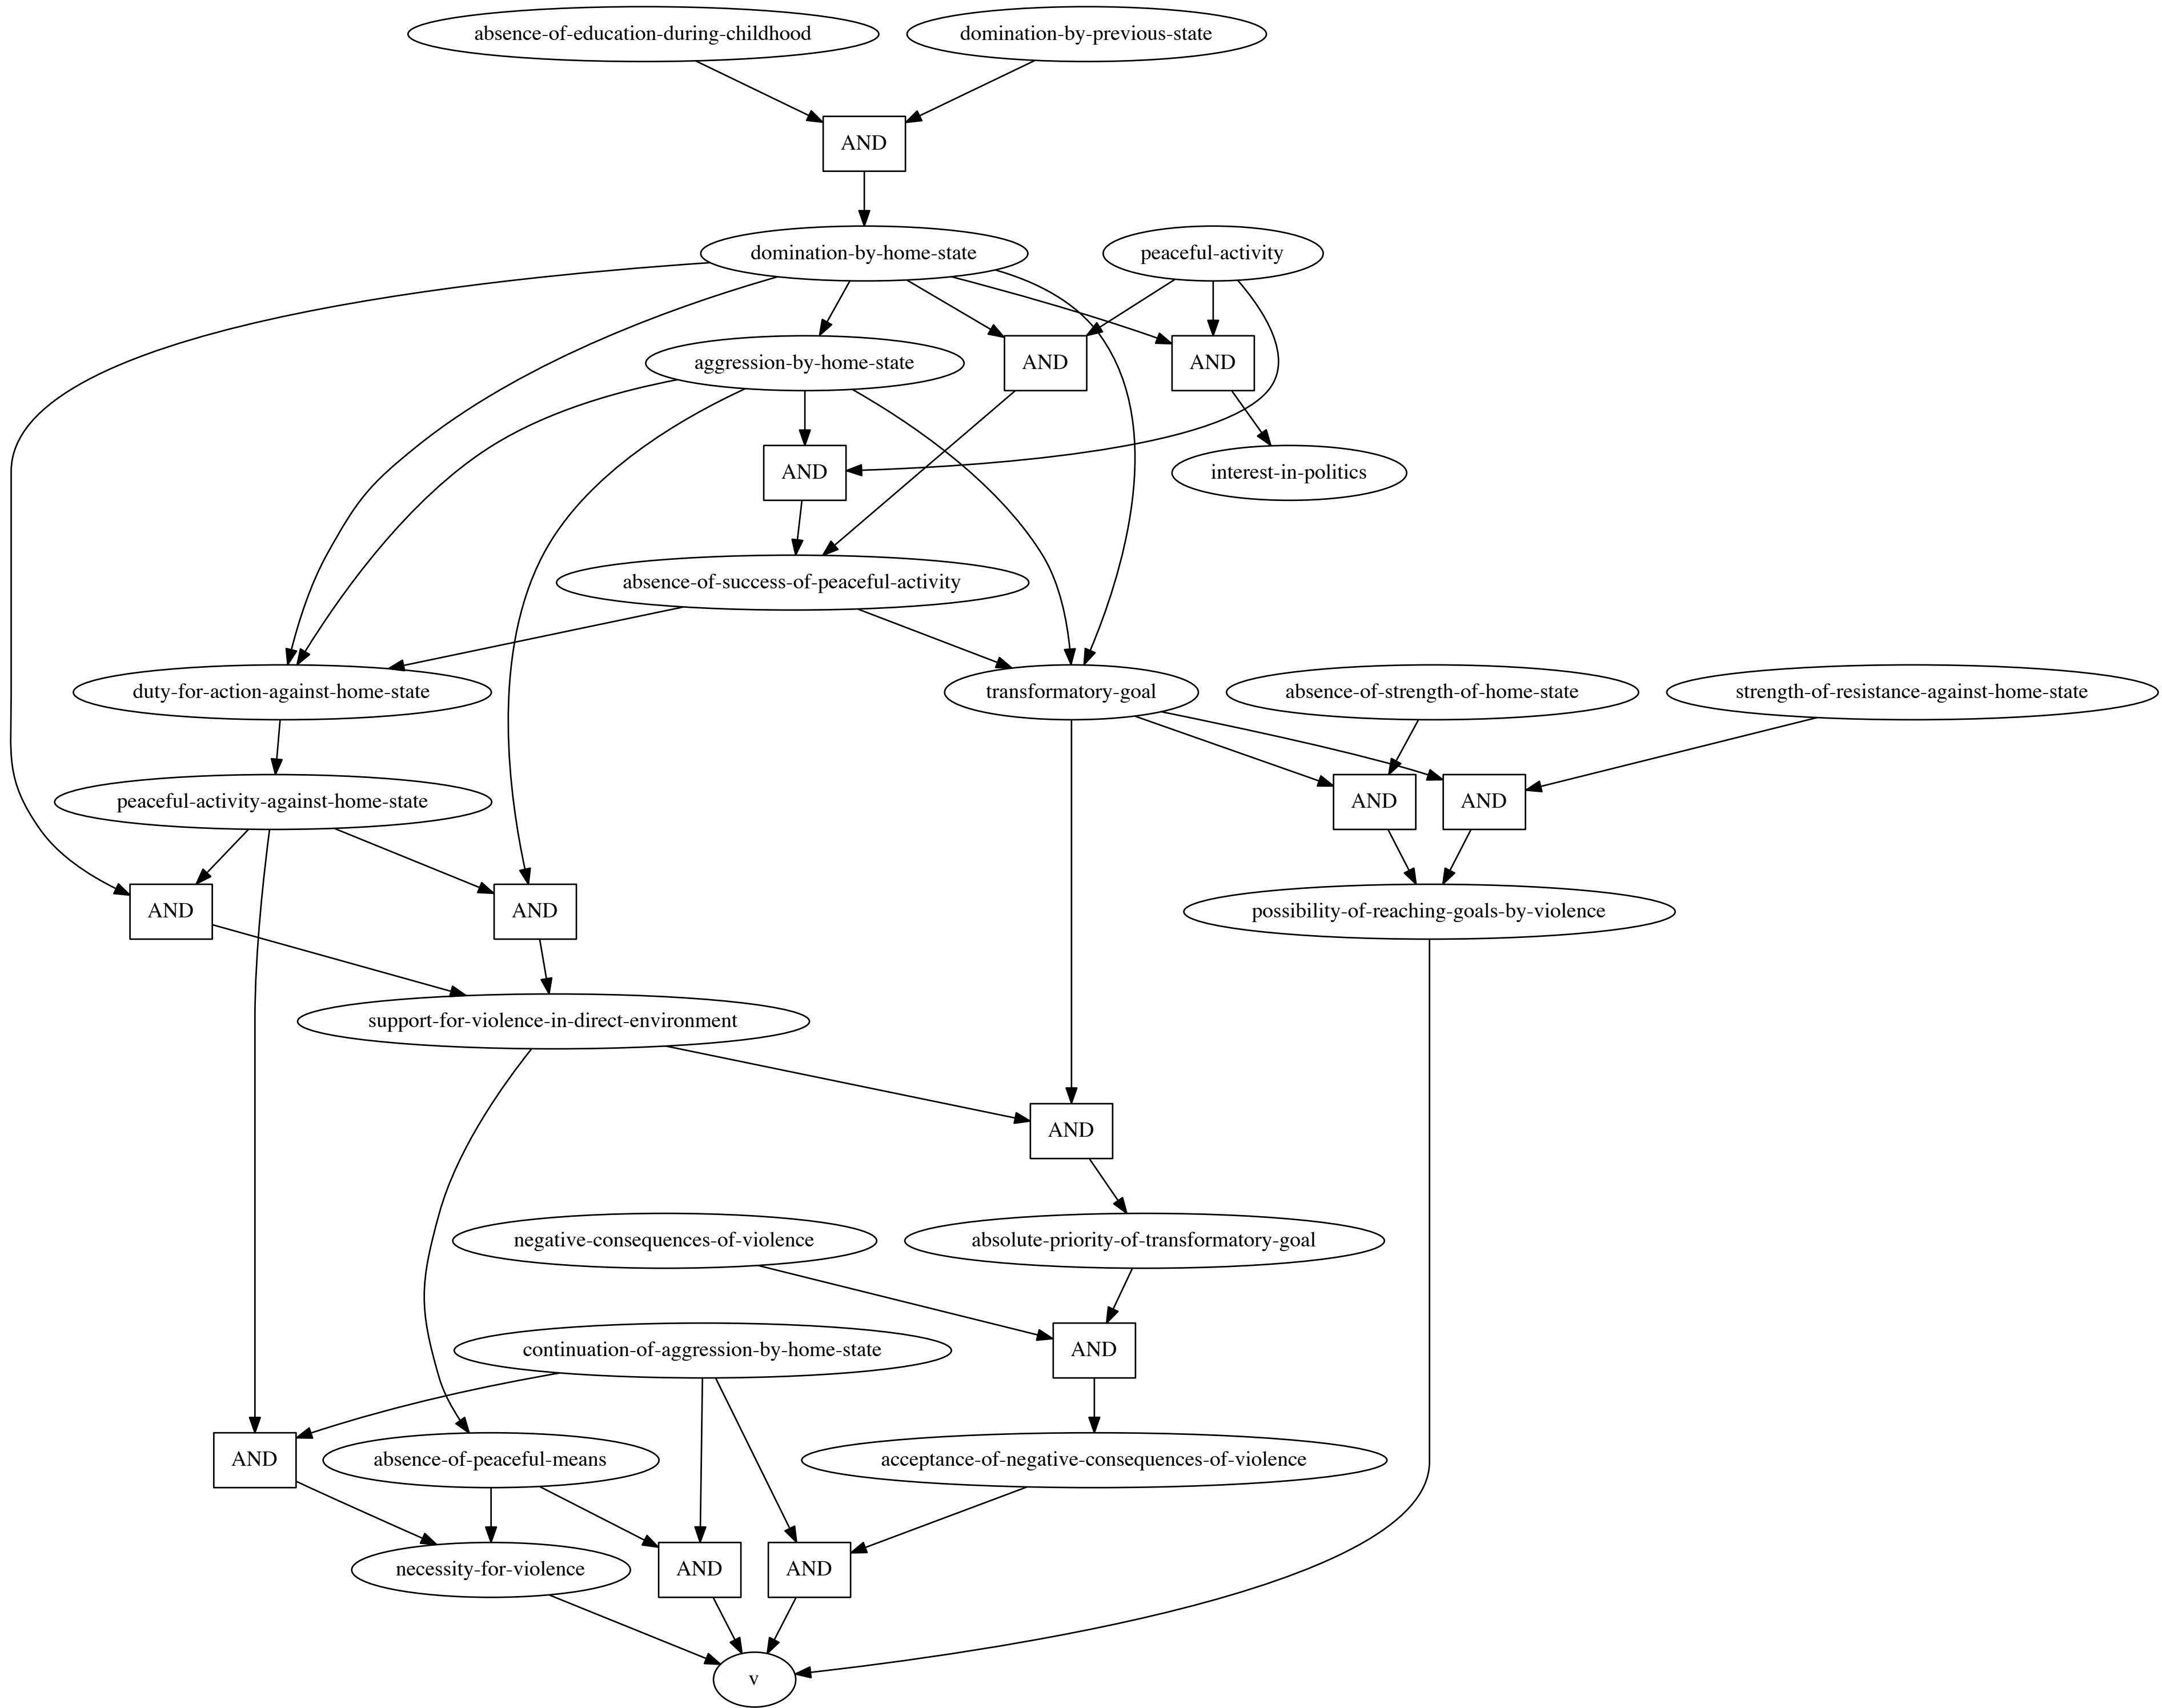 absence-of-education-during-childhood
domination-by-previous-state
AND
domination-by-home-state
peaceful-activity
aggression-by-home-state
AND
AND
AND
interest-in-politics
absence-of-success-of-peaceful-activity
duty-for-action-against-home-state
transformatory-goal
absence-of-strength-of-home-state
strength-of-resistance-against-home-state
peaceful-activity-against-home-state
AND
AND
AND
AND
possibility-of-reaching-goals-by-violence
support-for-violence-in-direct-environment
AND
negative-consequences-of-violence
absolute-priority-of-transformatory-goal
continuation-of-aggression-by-home-state
AND
AND
absence-of-peaceful-means
acceptance-of-negative-consequences-of-violence
necessity-for-violence
AND
AND
v